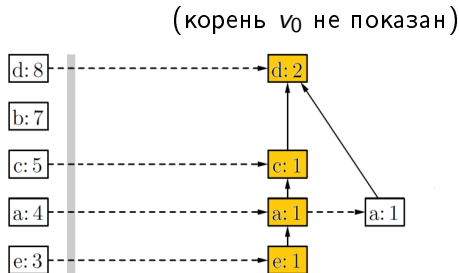 (корень v₀ не показан)
d: 8 d: 2
b: 7
c: 5 c: 1
a: 4 a: 1 a: 1
e: 3 e: 1